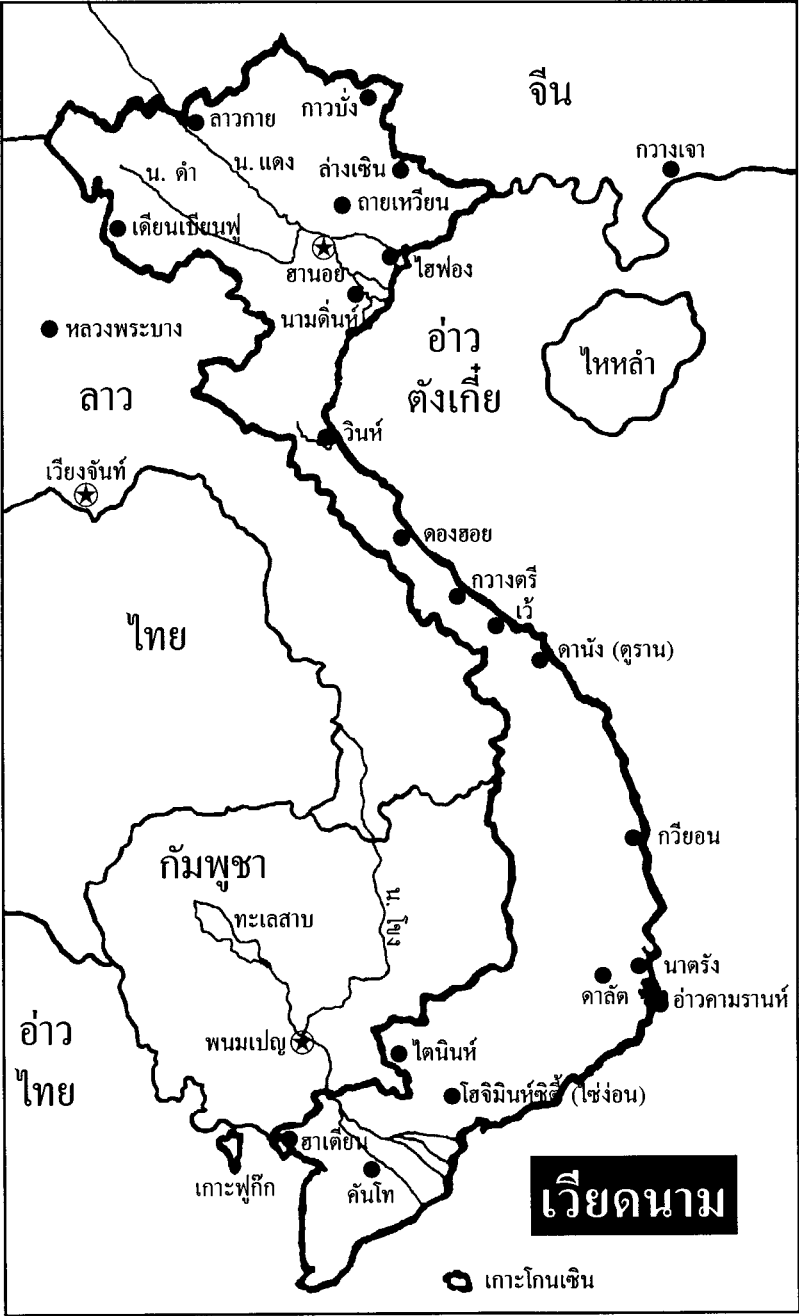 จีน
กาวบั่ง
ลาวกาย
กวางเจา
น. ดำ
น. แดง
ล่างเซิน
ถายเหวียน
เดียนเบียนฟู
ฮานอย
ไฮฟอง
นามดิ่นห์
หลวงพระบาง
อ่าว
ตังเกี๋ย
ไหหลำ
ลาว
วินห์
เวียงจันท์
ดองฮอย
กวางตรี
เว้
ไทย
ดานัง (ตูราน)
กวียอน
กัมพูชา
ทะเลสาบ
น. โขง
นาตรัง
ดาลัต
อ่าวคามรานห์
อ่าว
ไทย
พนมเปญ
ไตนินห์
โฮจิมินห์ซิตี้ (ไซ่ง่อน)
ฮาเตียน
เกาะฟูก๊ก
คันโท
เวียดนาม
เกาะโกนเซิน